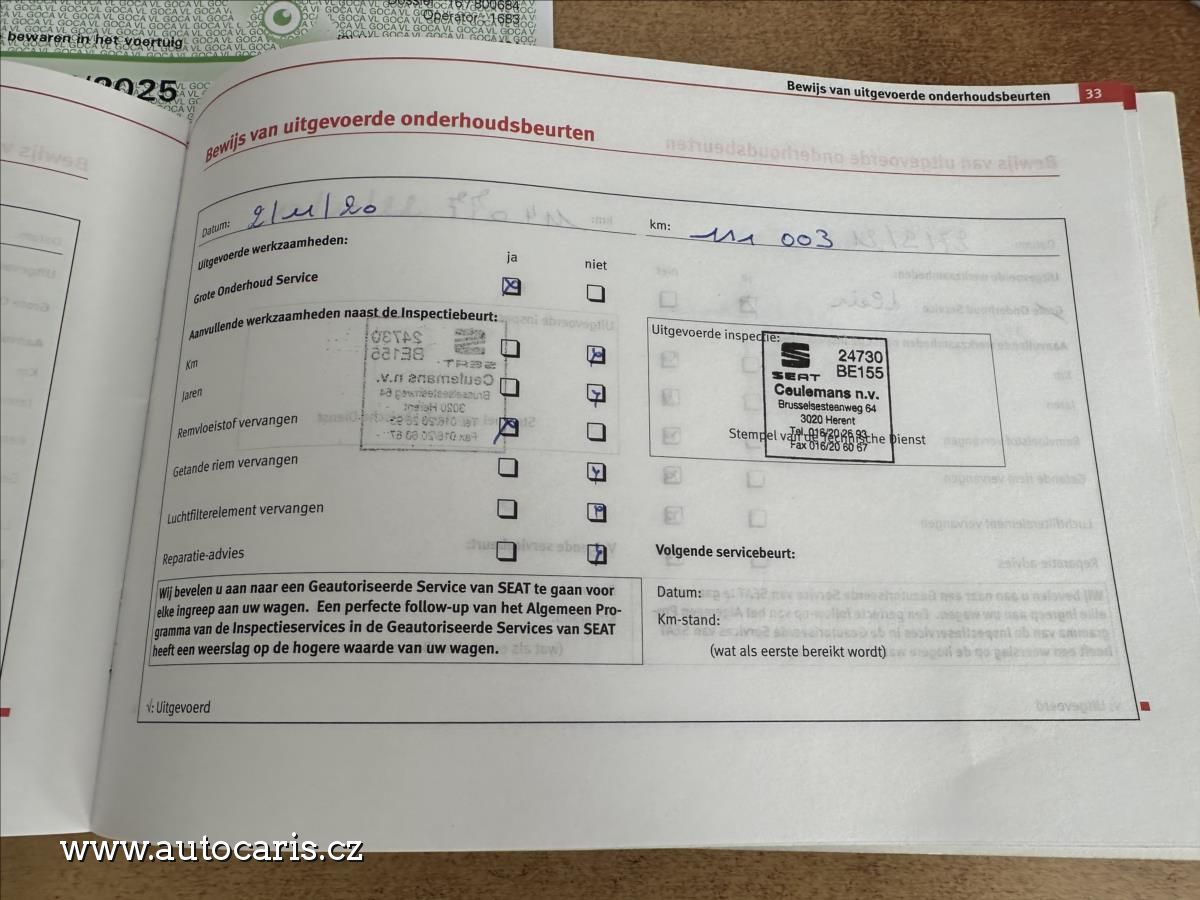 Operator: 1683
bewaren in het voertuig
2025
Bewijs van uitgevoerde onderhoudsbeurten 33
Bewijs van uitgevoerde onderhoudsbeurten
Datum: 2/11/20 km: 111 003
Uitgevoerde werkzaamheden:
ja niet
Grote Onderhoud Service
Aanvullende werkzaamheden naast de Inspectiebeurt:
Km
Jaren
Remvloeistof vervangen
Getande riem vervangen
Luchtfilterelement vervangen
Reparatie-advies
Uitgevoerde inspectie:
24730
BE155
SEAT
Ceulemans n.v.
Brusselsesteenweg 64
3020 Herent
Tel. 016/20 26 93
Stempel van de Technische Dienst
Fax 016/20 60 67
Volgende servicebeurt:
Datum:
Km-stand:
(wat als eerste bereikt wordt)
Wij bevelen u aan naar een Geautoriseerde Service van SEAT te gaan voor
elke ingreep aan uw wagen. Een perfecte follow-up van het Algemeen Pro-
gramma van de Inspectieservices in de Geautoriseerde Services van SEAT
heeft een weerslag op de hogere waarde van uw wagen.
√: Uitgevoerd
www.autocaris.cz